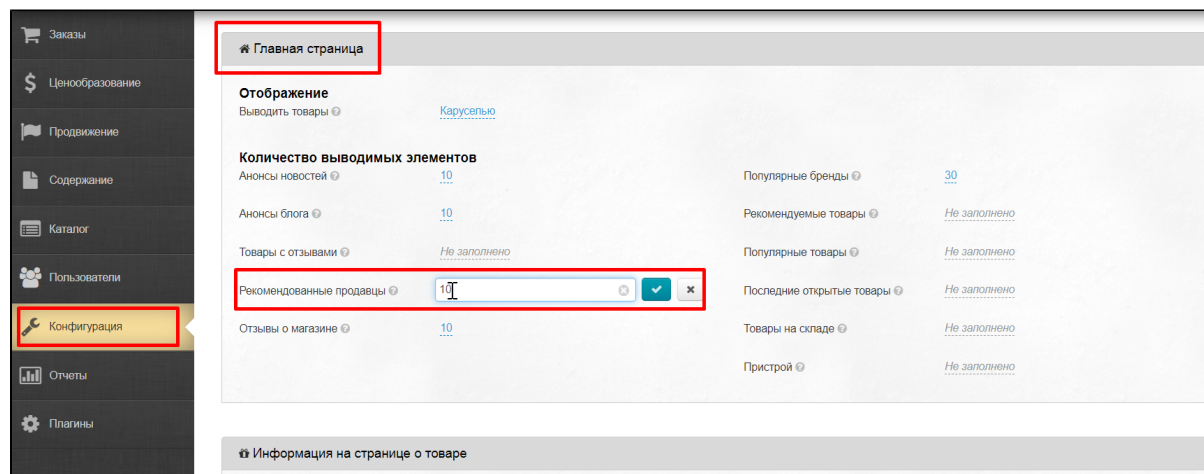 Заказы
Ценообразование
Продвижение
Содержание
Каталог
Пользователи
Конфигурация
Отчеты
Плагины
Главная страница
Отображение
Выводить товары Каруселью
Количество выводимых элементов
Анонсы новостей 10 Популярные бренды 30
Анонсы блога 10 Рекомендуемые товары Не заполнено
Товары с отзывами Не заполнено Популярные товары Не заполнено
Рекомендованные продавцы 10 Последние открытые товары Не заполнено
Отзывы о магазине 10 Товары на складе Не заполнено
Пристрой Не заполнено
Информация на странице о товаре